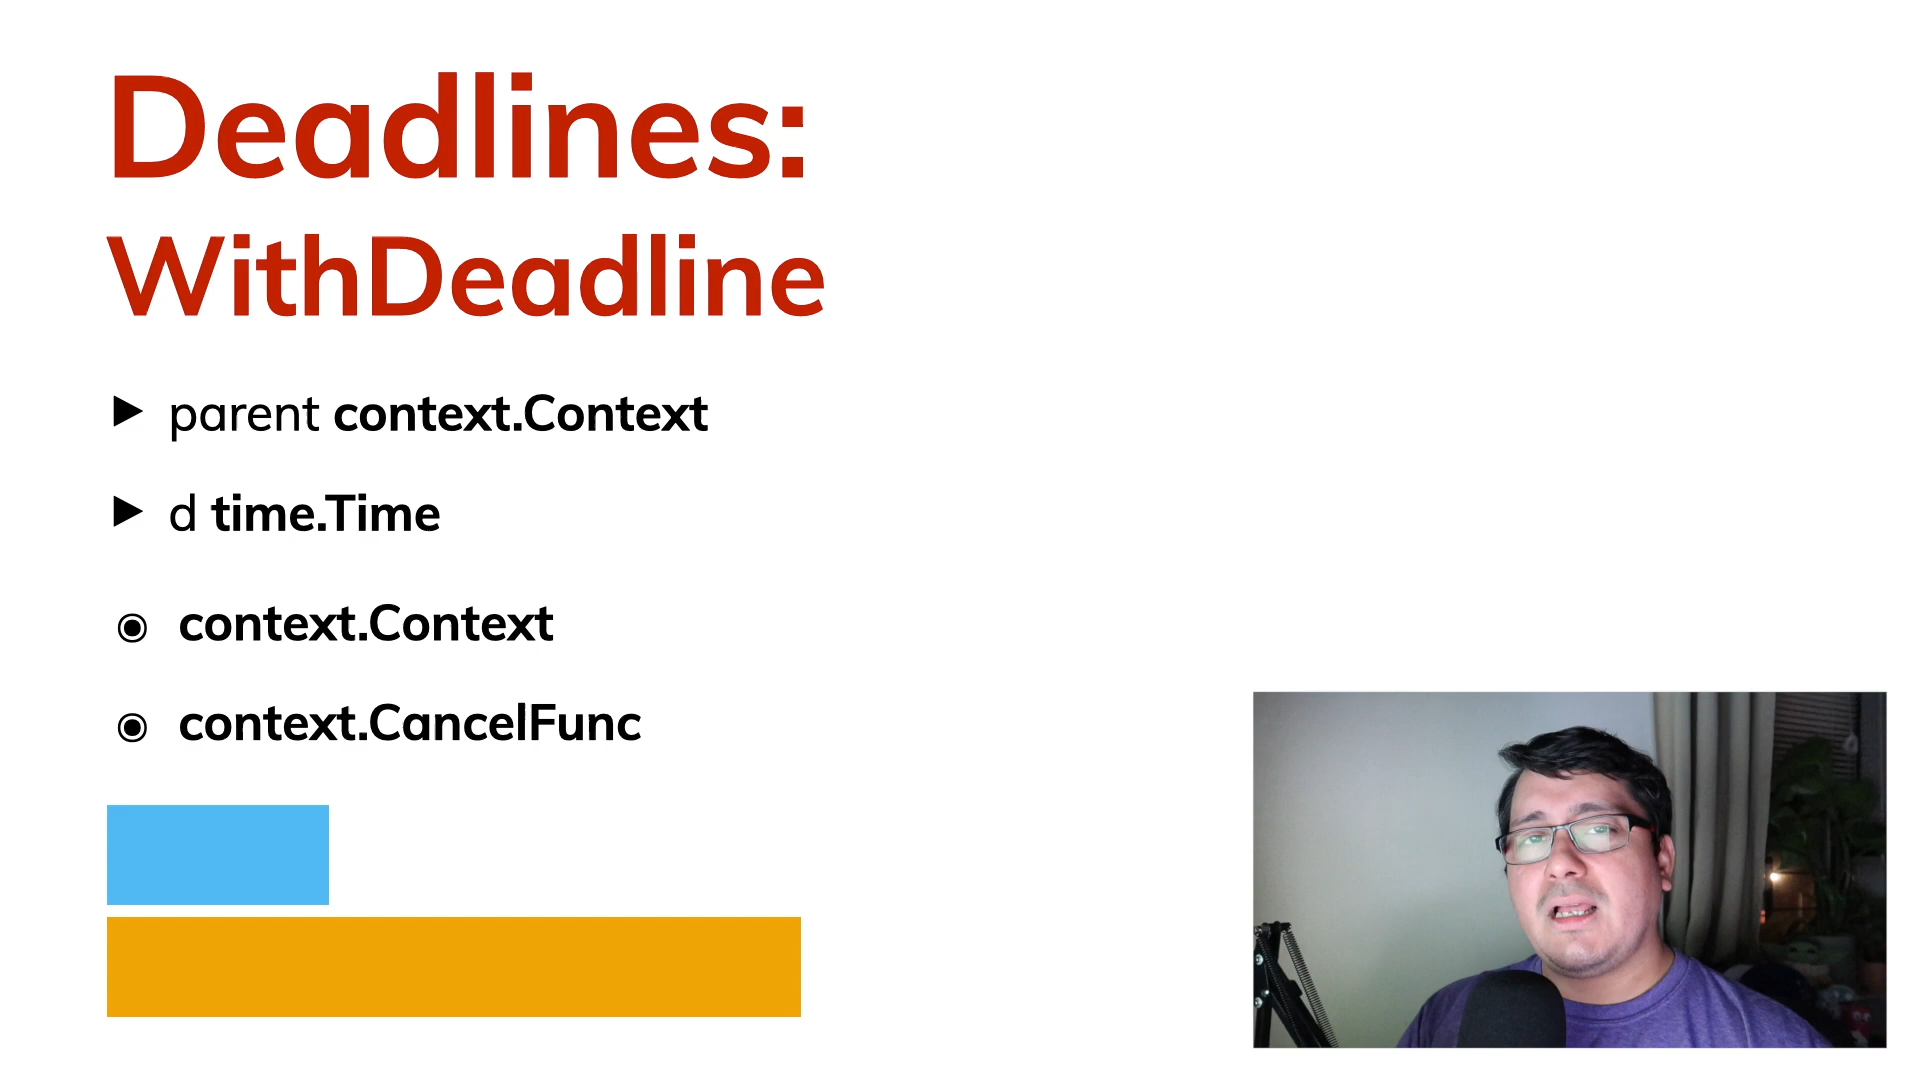 Deadlines:
WithDeadline
► parent context.Context
► d time.Time
◉ context.Context
◉ context.CancelFunc